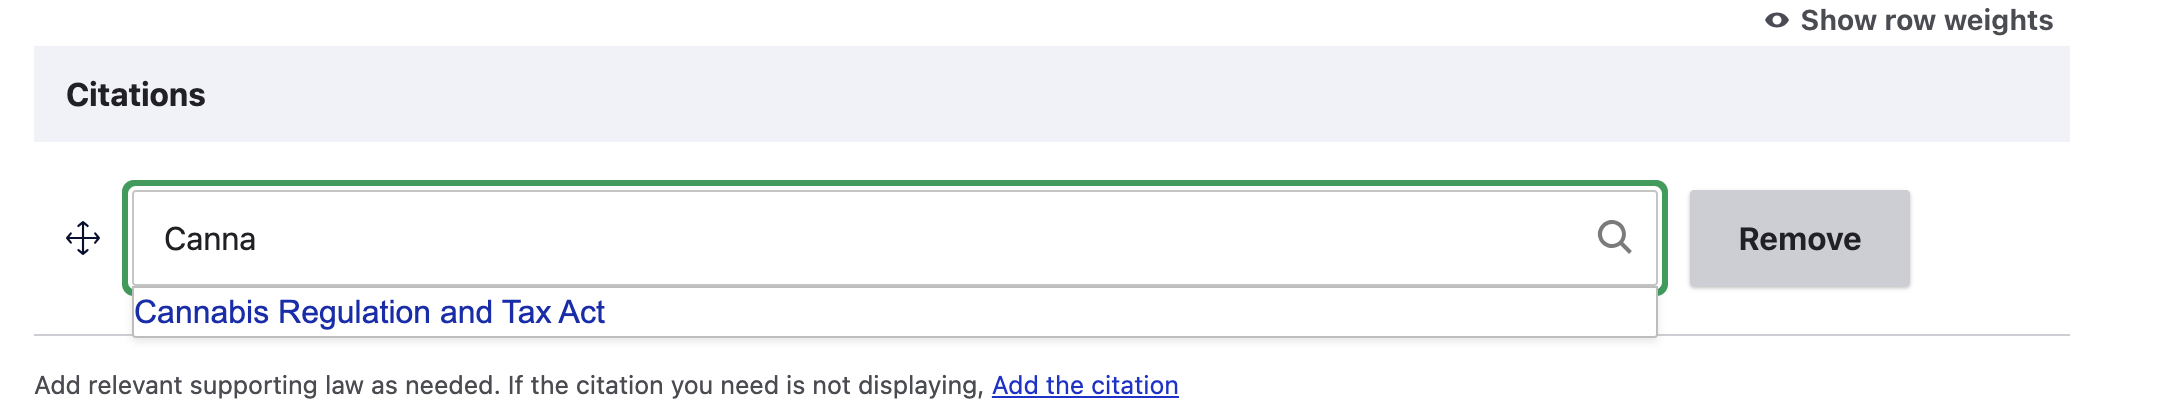 Show row weights
Citations
Canna
Remove
Cannabis Regulation and Tax Act
Add relevant supporting law as needed. If the citation you need is not displaying, Add the citation